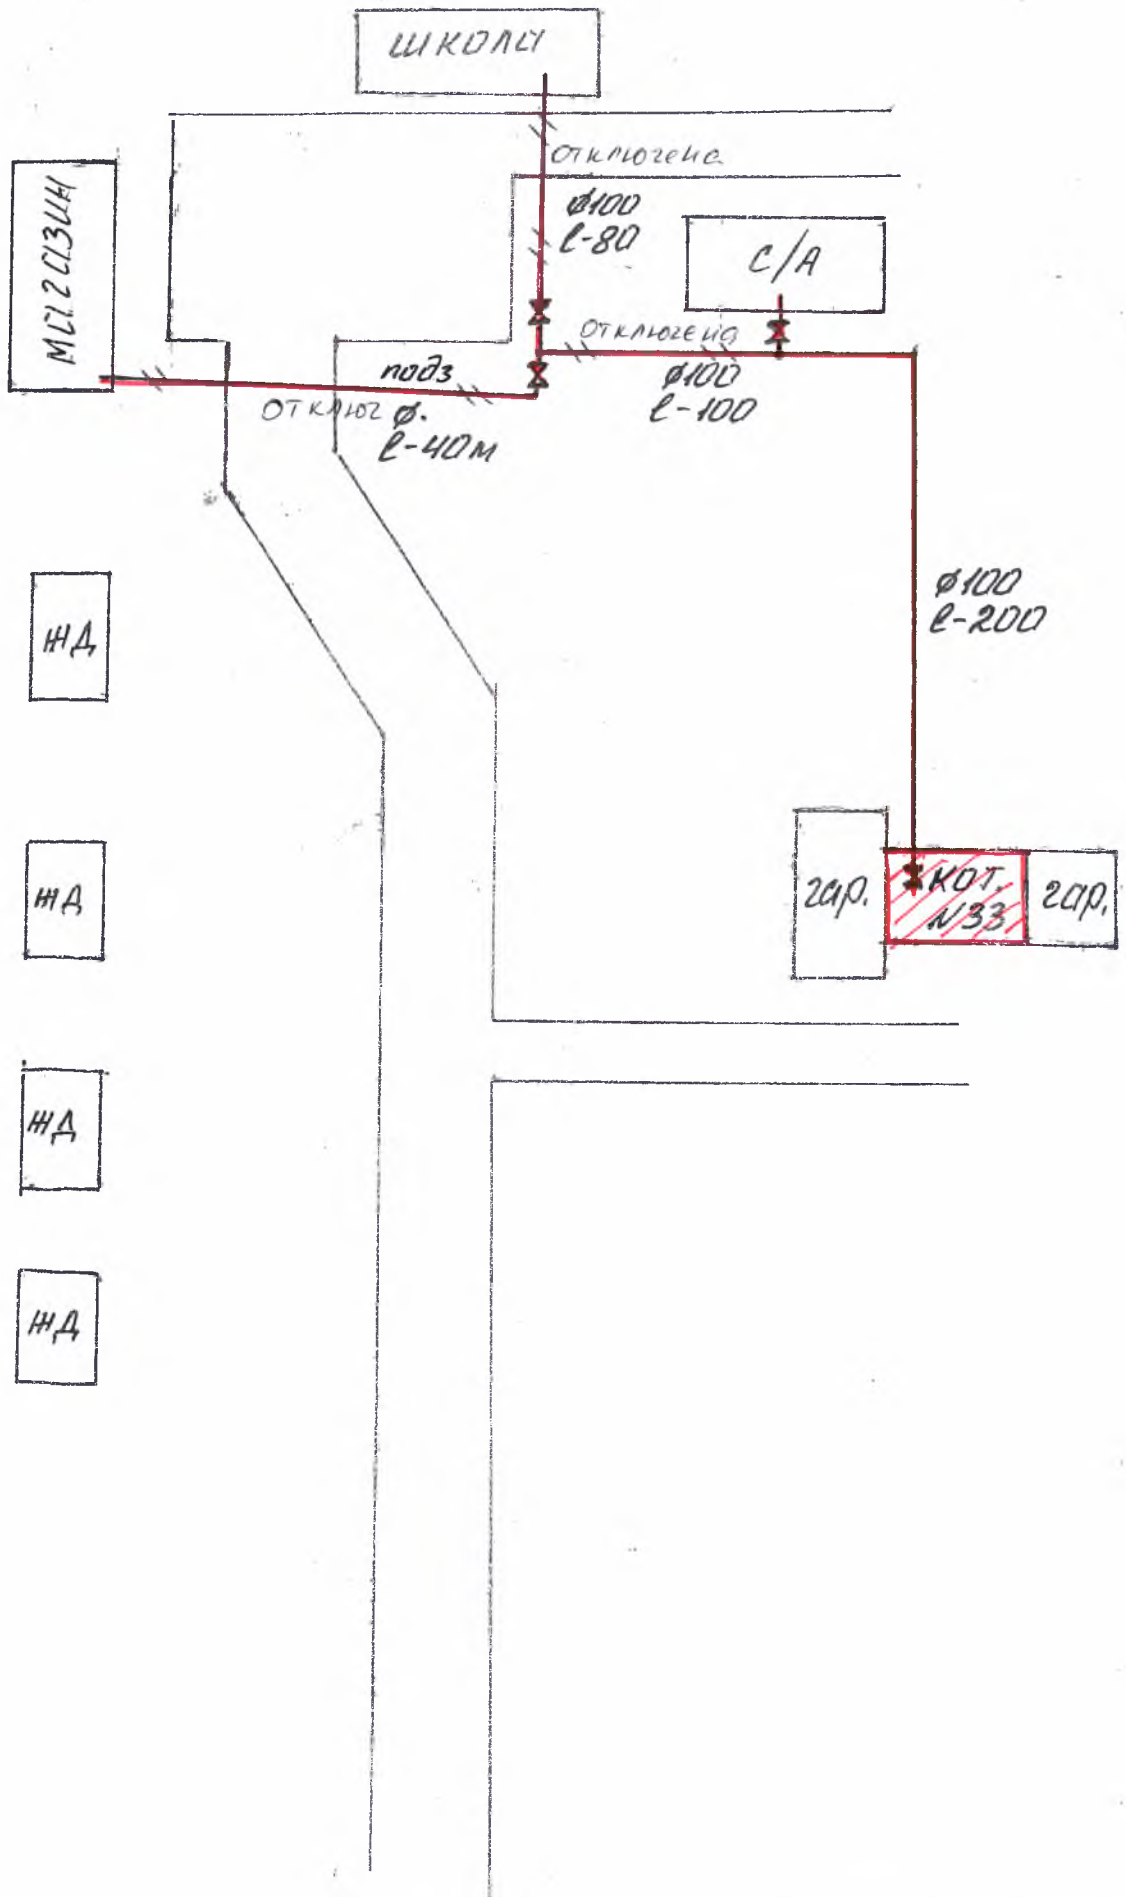 ШКОЛА
отключена
ø100
l-80
МАГАЗИН
С/А
отключена
подз
ø100
l-100
отключ ø.
l-40м
ø100
l-200
ЖД
гар.
КОТ.
N33
гар.
ЖД
ЖД
ЖД